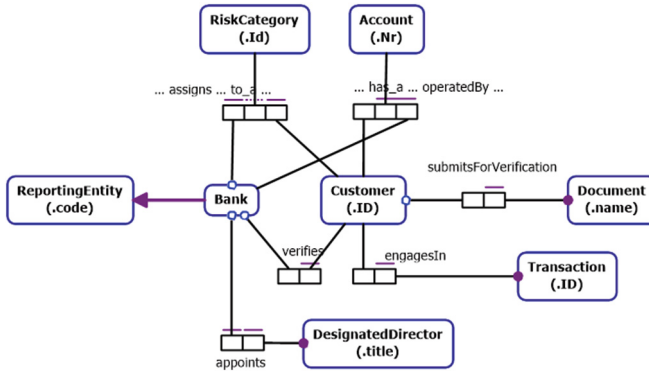 RiskCategory
(.Id)
Account
(.Nr)
... assigns ... to_a ...
... has_a ... operatedBy ...
submitsForVerification
ReportingEntity
(.code)
Bank
Customer
(.ID)
Document
(.name)
verifies
engagesIn
Transaction
(.ID)
DesignatedDirector
(.title)
appoints